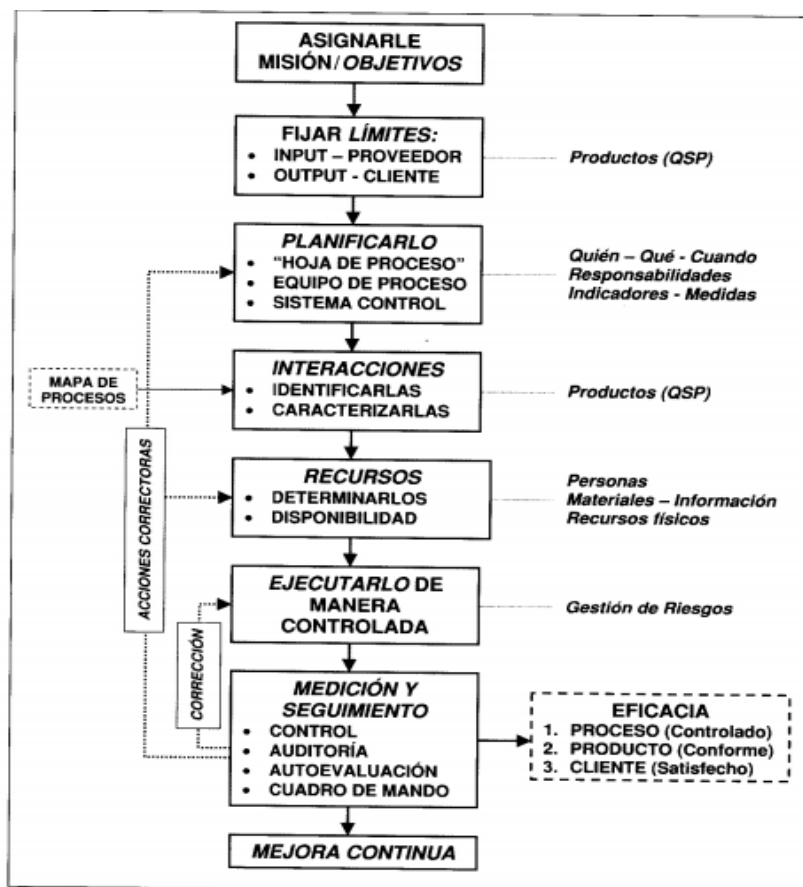 ASIGNARLE
MISIÓN/OBJETIVOS
FIJAR LÍMITES:
• INPUT – PROVEEDOR
• OUTPUT - CLIENTE
Productos (QSP)
PLANIFICARLO
• "HOJA DE PROCESO"
• EQUIPO DE PROCESO
• SISTEMA CONTROL
Quién – Qué - Cuando
Responsabilidades
Indicadores - Medidas
MAPA DE
PROCESOS
INTERACCIONES
• IDENTIFICARLAS
• CARACTERIZARLAS
Productos (QSP)
ACCIONES CORRECTORAS
RECURSOS
• DETERMINARLOS
• DISPONIBILIDAD
Personas
Materiales – Información
Recursos físicos
CORRECCIÓN
EJECUTARLO DE
MANERA
CONTROLADA
Gestión de Riesgos
MEDICIÓN Y
SEGUIMIENTO
• CONTROL
• AUDITORÍA
• AUTOEVALUACIÓN
• CUADRO DE MANDO
EFICACIA
1. PROCESO (Controlado)
2. PRODUCTO (Conforme)
3. CLIENTE (Satisfecho)
MEJORA CONTINUA